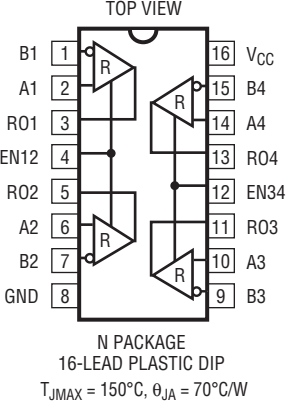 TOP VIEW
B1 1 R 16 VCC
A1 2 15 B4
RO1 3 R 14 A4
EN12 4 13 RO4
RO2 5 12 EN34
A2 6 11 RO3
B2 7 R 10 A3
GND 8 R 9 B3
N PACKAGE
16-LEAD PLASTIC DIP
TJMAX = 150°C, θJA = 70°C/W